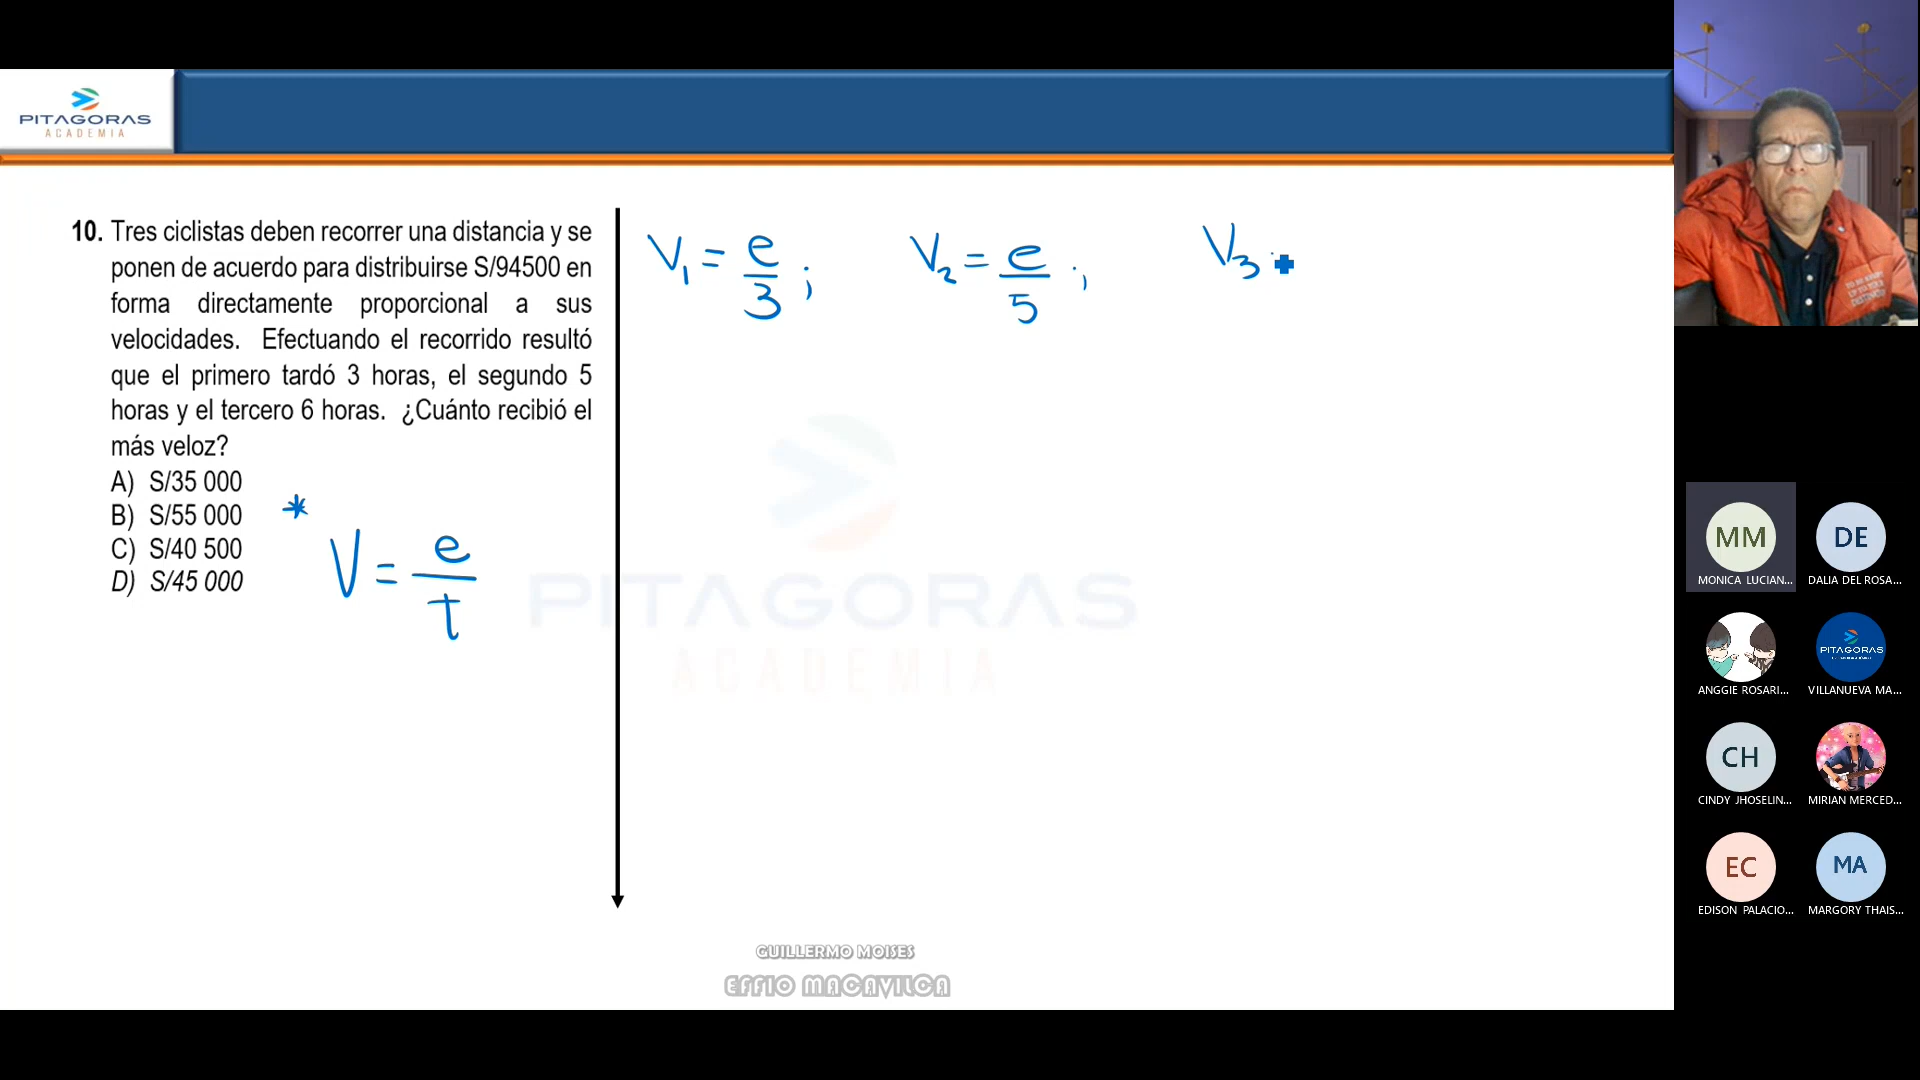 PITAGORAS
ACADEMIA
10. Tres ciclistas deben recorrer una distancia y se
ponen de acuerdo para distribuirse S/94500 en
forma directamente proporcional a sus
velocidades. Efectuando el recorrido resultó
que el primero tardó 3 horas, el segundo 5
horas y el tercero 6 horas. ¿Cuánto recibió el
más veloz?
A) S/35 000
B) S/55 000
C) S/40 500
D) S/45 000
* V = e/t
V₁ = e/3 ;
V₂ = e/5 ;
V₃
PITAGORAS
ACADEMIA
GUILLERMO MOISES
EFFIO MACAVILCA
MM
MONICA LUCIAN...
DE
DALIA DEL ROSA...
ANGGIE ROSARI...
PITAGORAS
VILLANUEVA MA...
CH
CINDY JHOSELIN...
MIRIAN MERCED...
EC
EDISON PALACIO...
MA
MARGORY THAIS...